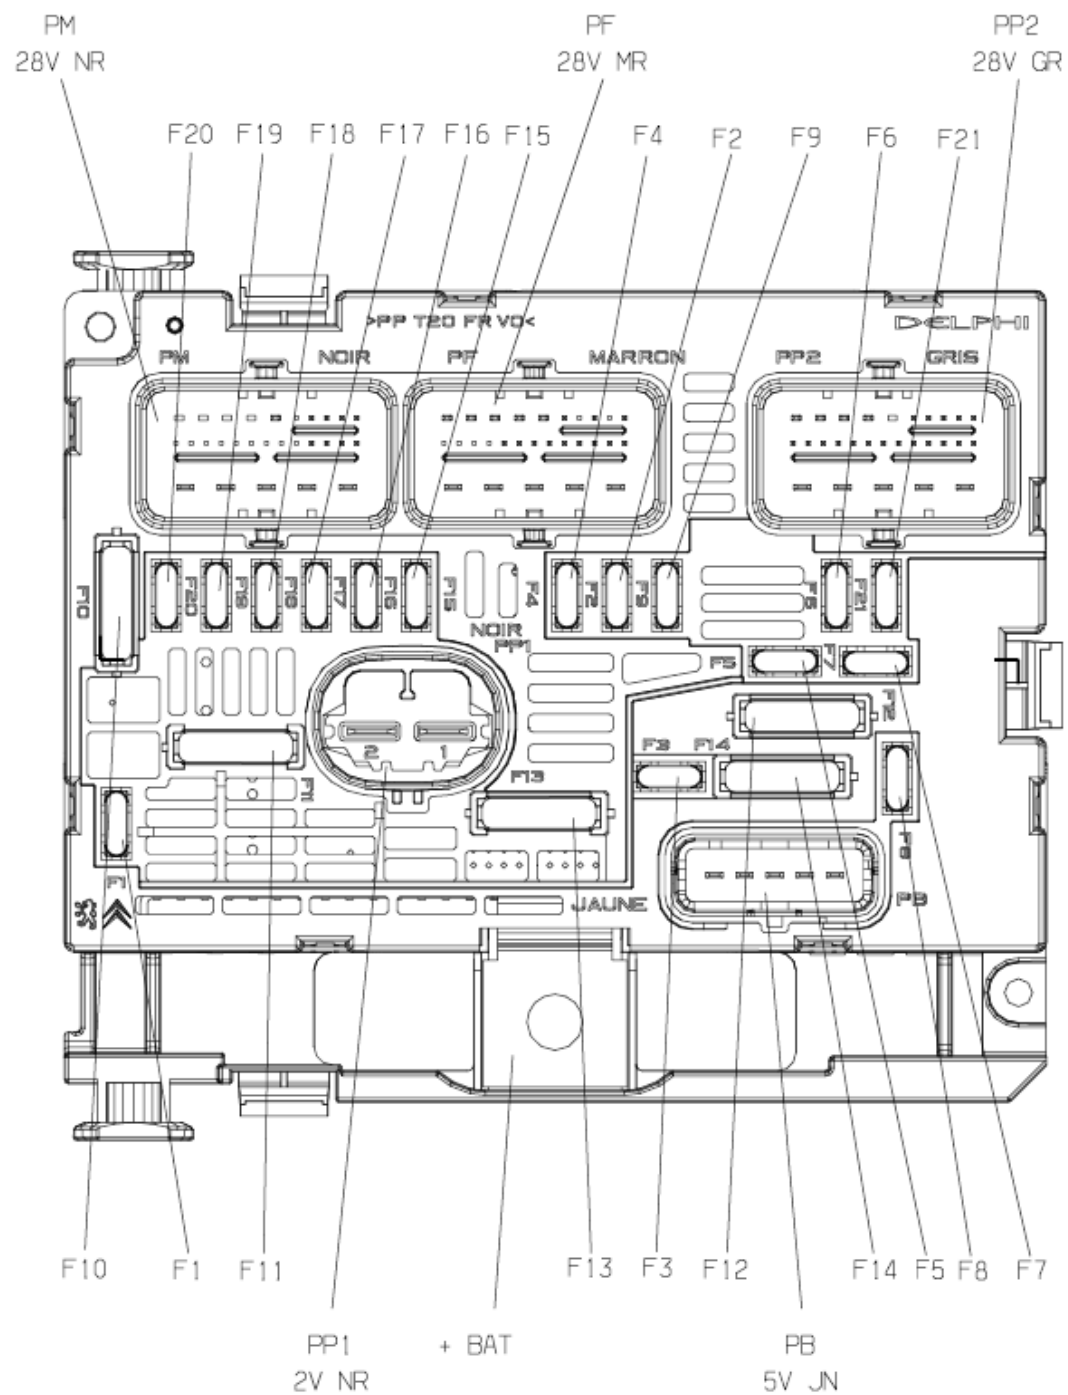 PM
28V NR
PF
28V MR
PP2
28V GR
F20
F19
F18
F17
F16
F15
F4
F2
F9
F6
F21
>PP T20 FR V0<
DELPHI
PM
NOIR
PF
MARRON
PP2
GRIS
F10
F20
F19
F18
F17
F16
F15
F4
F2
F9
F6
F21
NOIR
PP1
F5
F7
F12
2
1
F3
F14
F13
F11
F8
F1
JAUNE
PB
F10
F1
F11
F13
F3
F12
F14
F5
F8
F7
PP1
2V NR
+ BAT
PB
5V JN